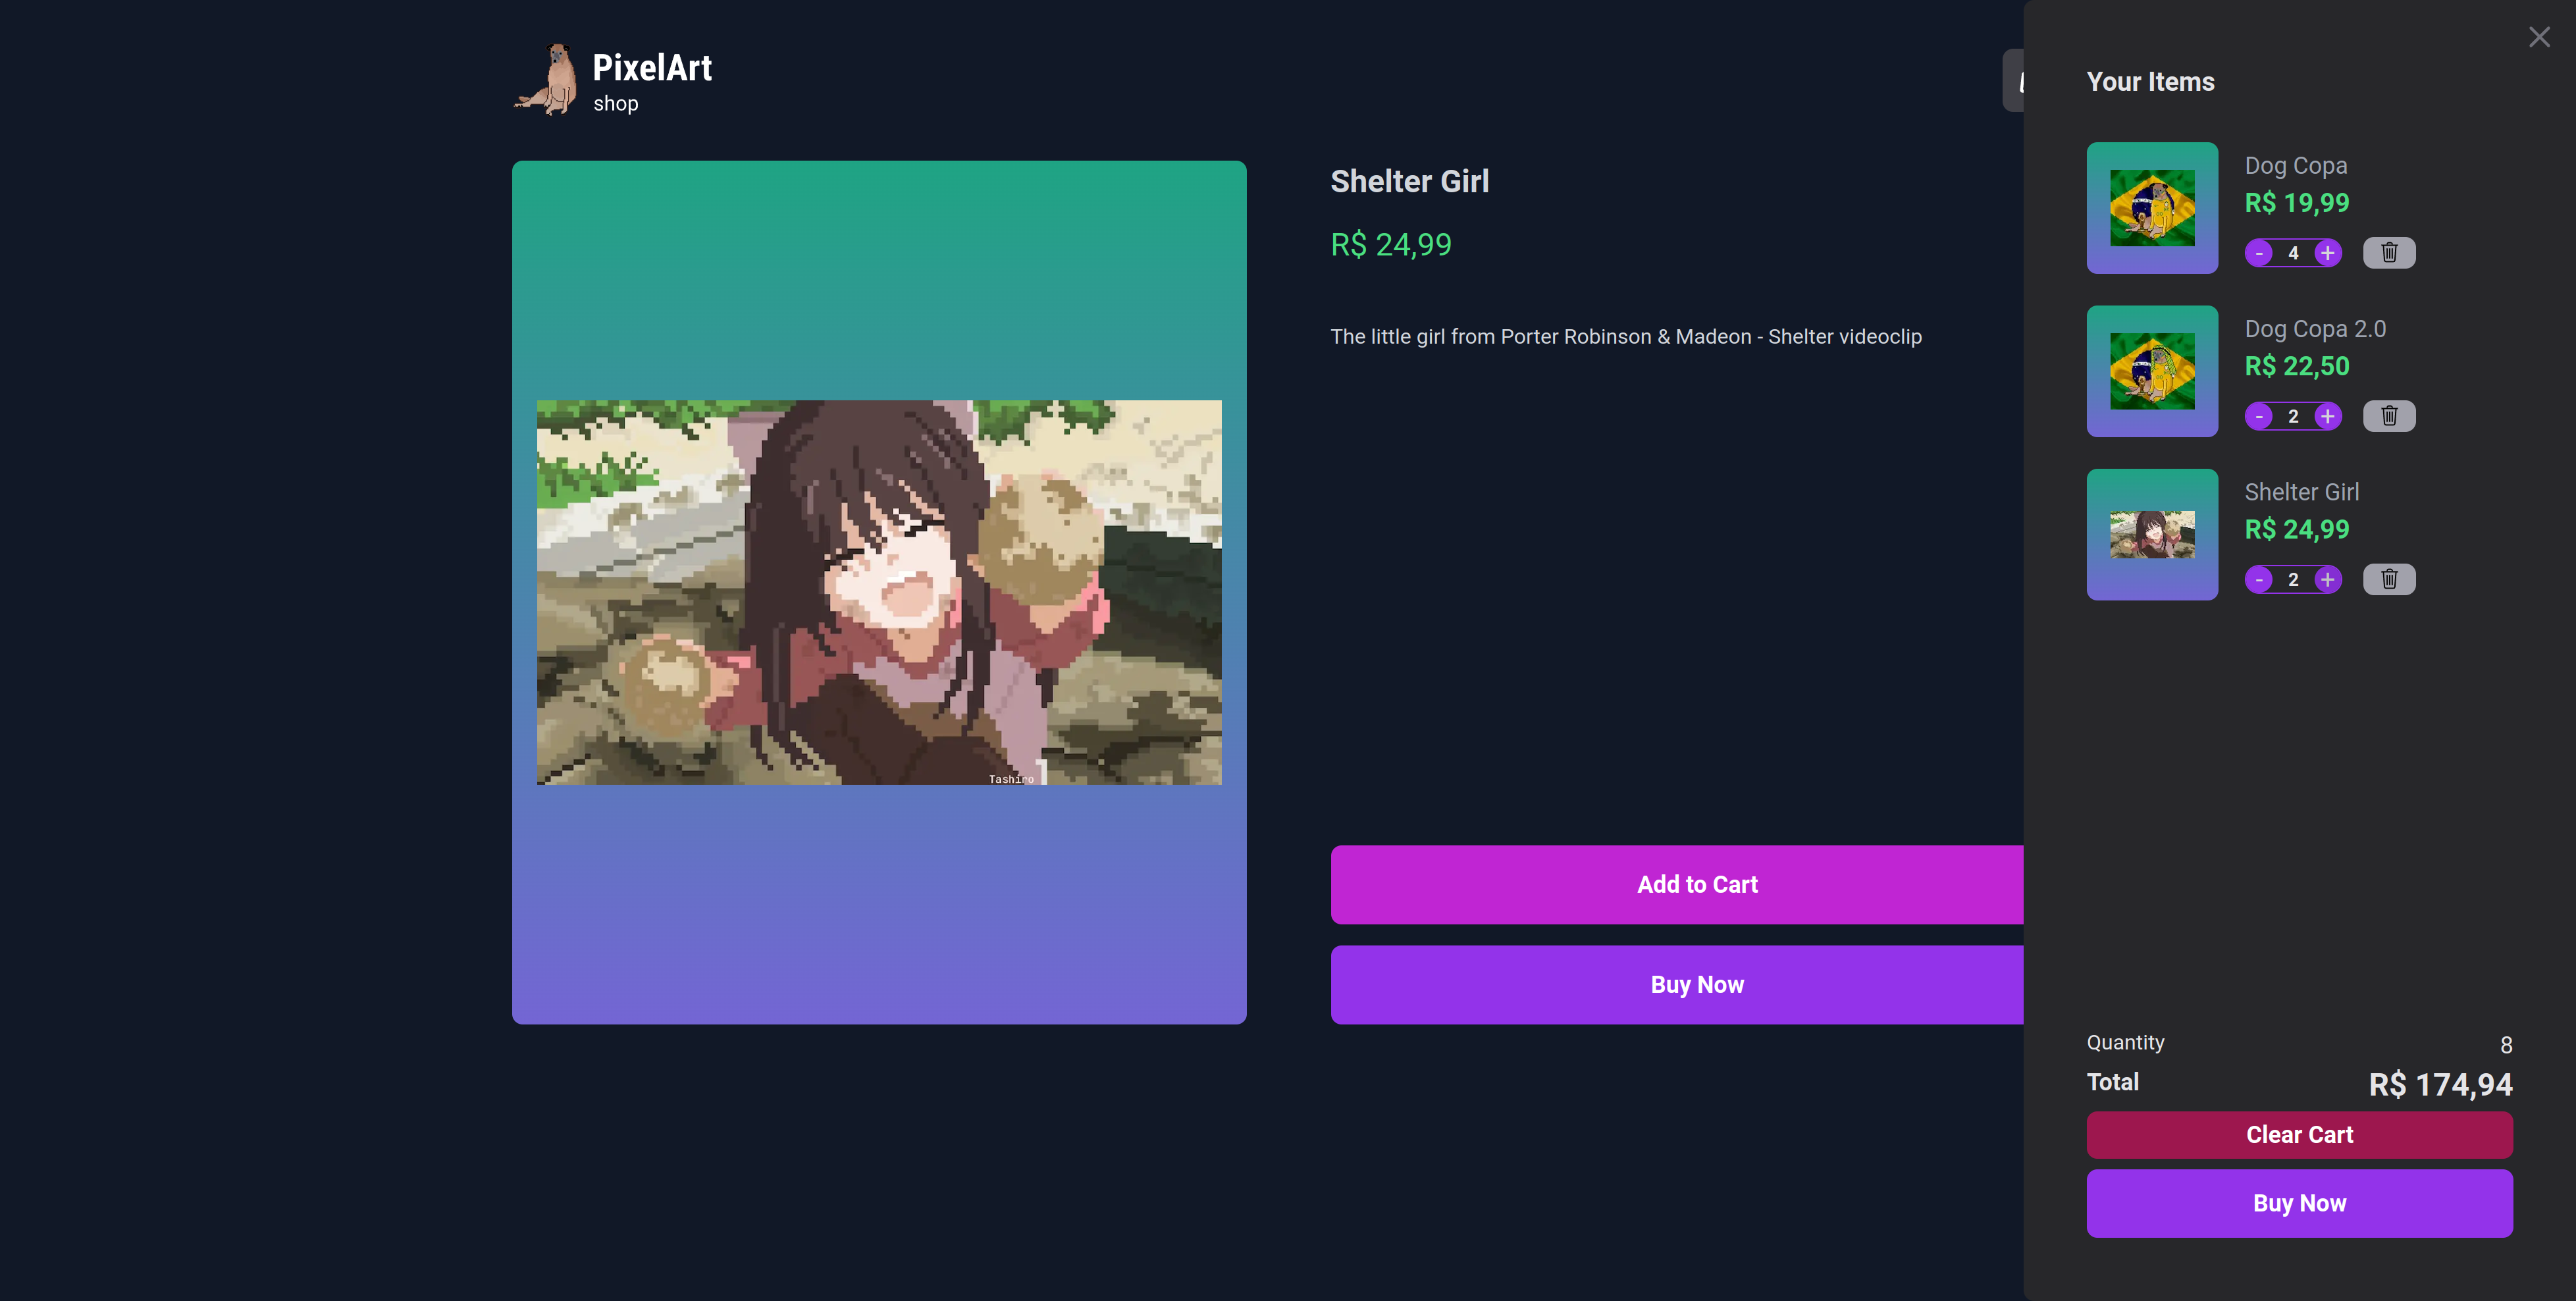 PixelArt
shop
Shelter Girl
R$ 24,99
The little girl from Porter Robinson & Madeon - Shelter videoclip
Tashiro
Add to Cart
Buy Now
Your Items
Dog Copa
R$ 19,99
- 4 +
Dog Copa 2.0
R$ 22,50
- 2 +
Shelter Girl
R$ 24,99
- 2 +
Quantity 8
Total R$ 174,94
Clear Cart
Buy Now